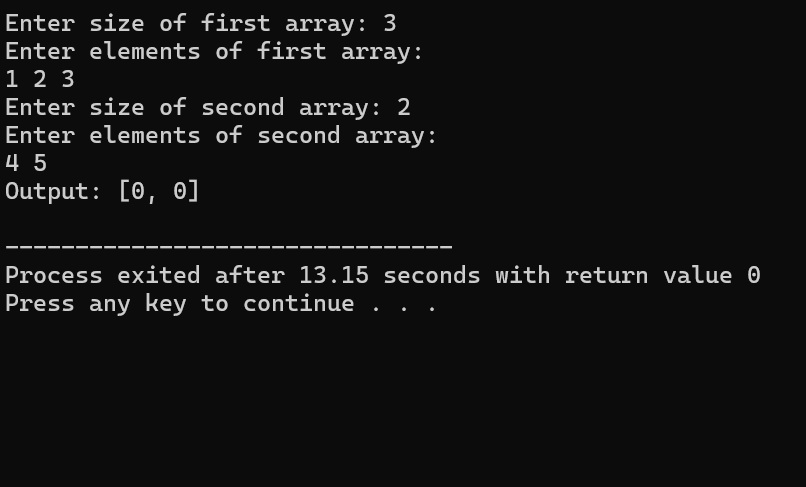 Enter size of first array: 3
Enter elements of first array:
1 2 3
Enter size of second array: 2
Enter elements of second array:
4 5
Output: [0, 0]
--------------------------------
Process exited after 13.15 seconds with return value 0
Press any key to continue . . .